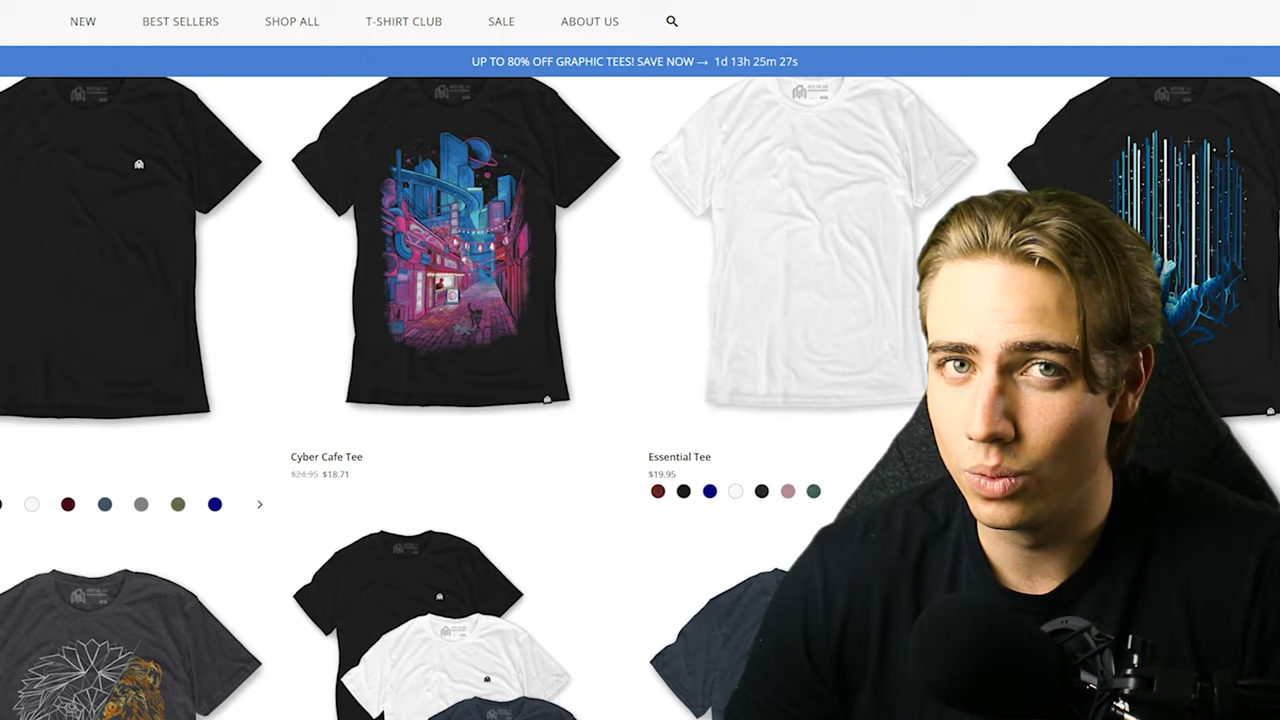 NEW BEST SELLERS SHOP ALL T-SHIRT CLUB SALE ABOUT US
UP TO 80% OFF GRAPHIC TEES! SAVE NOW → 1d 13h 25m 27s
Cyber Cafe Tee
$24.95 $18.71
Essential Tee
$19.95